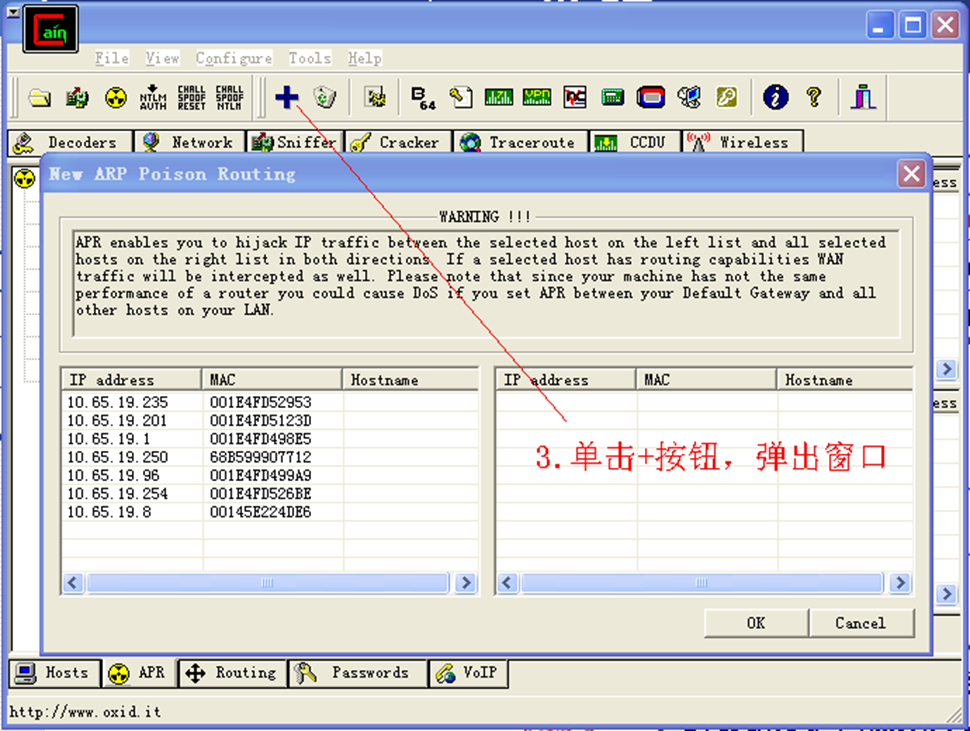 Cain
File View Configure Tools Help
NTLM AUTH CHALL SPOOF RESET CHALL SPOOF NTLM B64
Decoders Network Sniffer Cracker Traceroute CCDU Wireless
New ARP Poison Routing
ess
WARNING !!!
APR enables you to hijack IP traffic between the selected host on the left list and all selected
hosts on the right list in both directions. If a selected host has routing capabilities WAN
traffic will be intercepted as well. Please note that since your machine has not the same
performance of a router you could cause DoS if you set APR between your Default Gateway and all
other hosts on your LAN.
IP address MAC Hostname IP address MAC Hostname
ess
10.65.19.235 001E4FD52953
10.65.19.201 001E4FD5123D
10.65.19.1 001E4FD498E5
10.65.19.250 68B599907712
10.65.19.96 001E4FD499A9
10.65.19.254 001E4FD526BE
10.65.19.8 00145E224DE6
3.单击+按钮，弹出窗口
OK Cancel
Hosts APR Routing Passwords VoIP
http://www.oxid.it